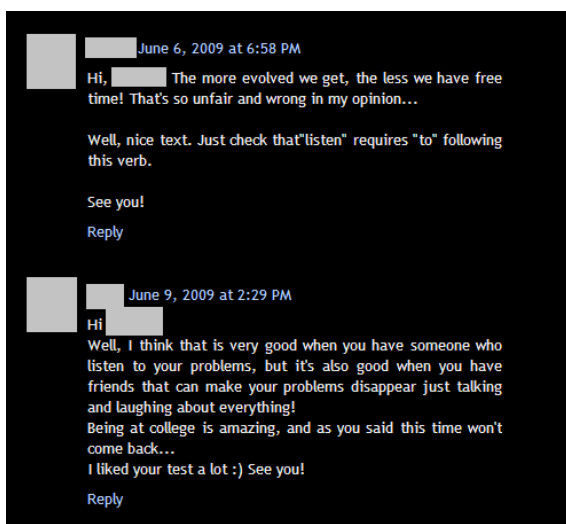 June 6, 2009 at 6:58 PM
Hi, The more evolved we get, the less we have free
time! That's so unfair and wrong in my opinion...
Well, nice text. Just check that"listen" requires "to" following
this verb.
See you!
Reply
June 9, 2009 at 2:29 PM
Hi
Well, I think that is very good when you have someone who
listen to your problems, but it's also good when you have
friends that can make your problems disappear just talking
and laughing about everything!
Being at college is amazing, and as you said this time won't
come back...
I liked your test a lot :) See you!
Reply